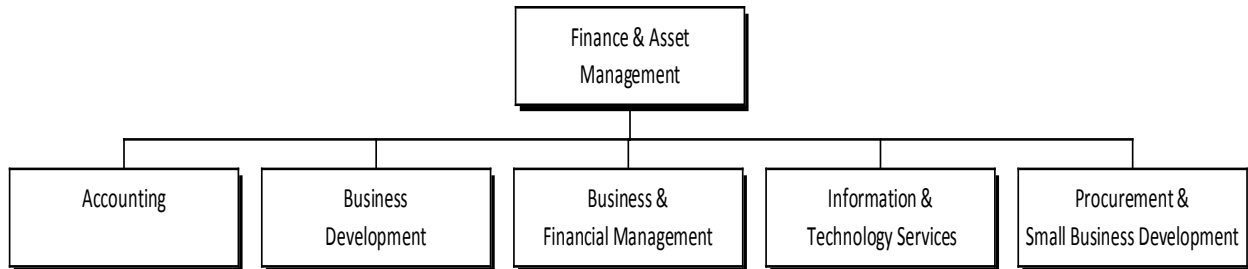 Finance & Asset
Management
Accounting
Business
Development
Business &
Financial Management
Information &
Technology Services
Procurement &
Small Business Development